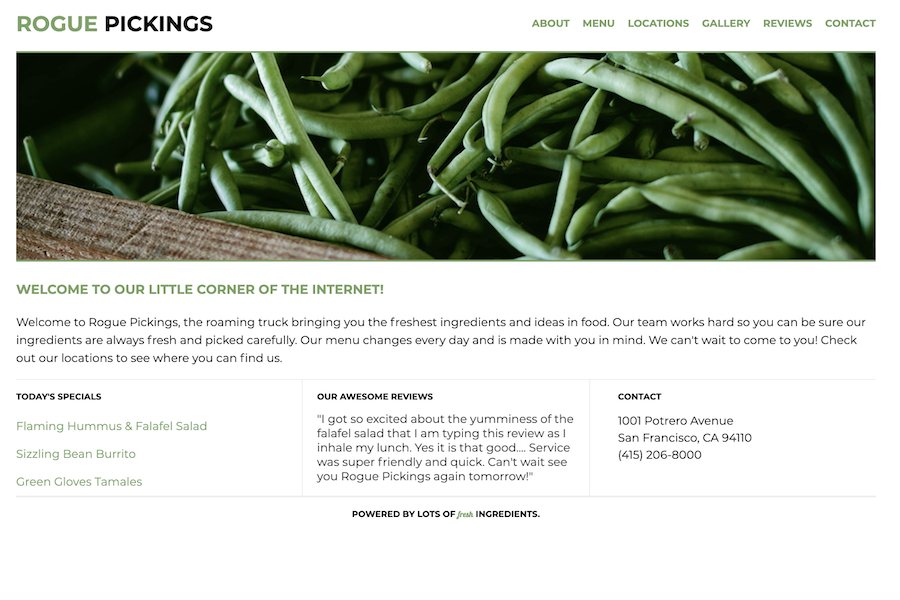 ROGUE PICKINGS
ABOUT MENU LOCATIONS GALLERY REVIEWS CONTACT
WELCOME TO OUR LITTLE CORNER OF THE INTERNET!
Welcome to Rogue Pickings, the roaming truck bringing you the freshest ingredients and ideas in food. Our team works hard so you can be sure our
ingredients are always fresh and picked carefully. Our menu changes every day and is made with you in mind. We can't wait to come to you! Check
out our locations to see where you can find us.
TODAY'S SPECIALS
Flaming Hummus & Falafel Salad
Sizzling Bean Burrito
Green Gloves Tamales
OUR AWESOME REVIEWS
"I got so excited about the yumminess of the
falafel salad that I am typing this review as I
inhale my lunch. Yes it is that good.... Service
was super friendly and quick. Can't wait see
you Rogue Pickings again tomorrow!"
CONTACT
1001 Potrero Avenue
San Francisco, CA 94110
(415) 206-8000
POWERED BY LOTS OF fresh INGREDIENTS.